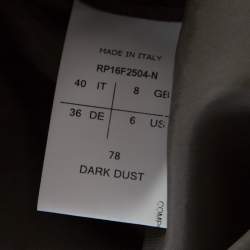 MADE IN ITALY
RP16F2504-N
40 IT 8 GB
36 DE 6 US
78
DARK DUST